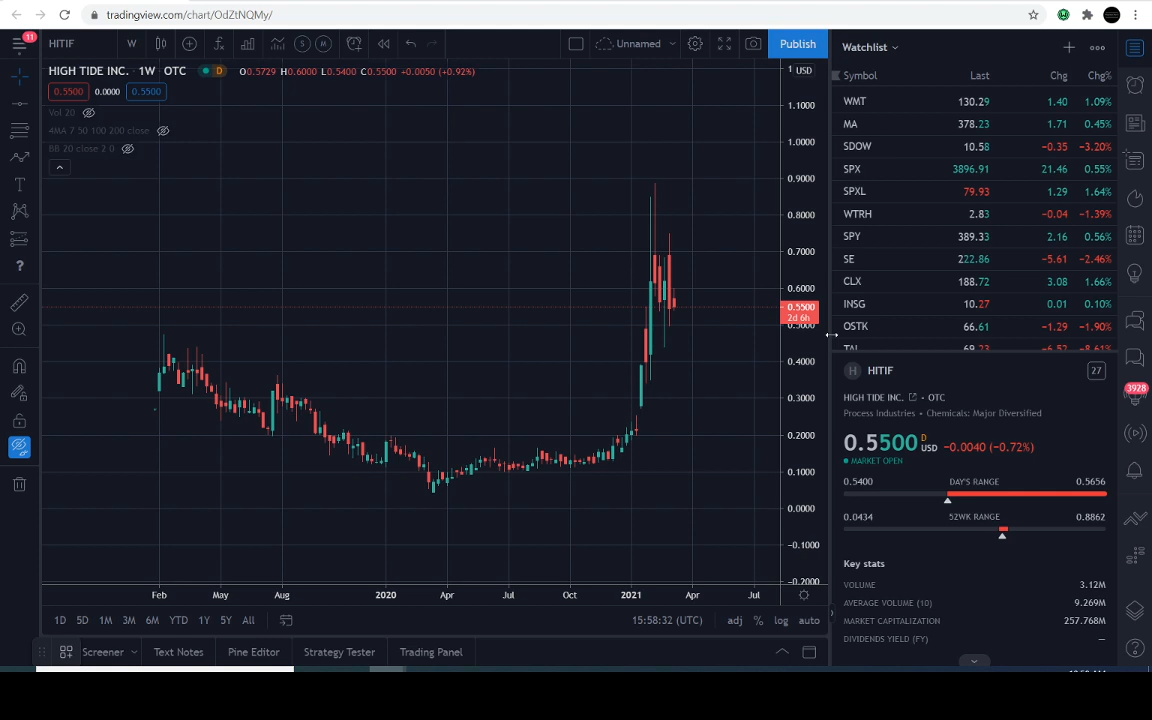 tradingview.com/chart/OdZtNQMy/
11
HITIF W Unnamed Publish
HIGH TIDE INC. · 1W · OTC D O0.5729 H0.6000 L0.5400 C0.5500 +0.0050 (+0.92%)
0.5500 0.0000 0.5500
Vol 20
4MA 7 50 100 200 close
BB 20 close 2 0
S M
USD
1.1000
1.0000
0.9000
0.8000
0.7000
0.6000
0.5500
2d 6h
0.5000
0.4000
0.3000
0.2000
0.1000
0.0000
−0.1000
−0.2000
Feb May Aug 2020 Apr Jul Oct 2021 Apr Jul
1D 5D 1M 3M 6M YTD 1Y 5Y All 15:58:32 (UTC) adj % log auto
Screener Text Notes Pine Editor Strategy Tester Trading Panel
Watchlist
Symbol Last Chg Chg%
WMT 130.29 1.40 1.09%
MA 378.23 1.71 0.45%
SDOW 10.58 −0.35 −3.20%
SPX 3896.91 21.46 0.55%
SPXL 79.93 1.29 1.64%
WTRH 2.83 −0.04 −1.39%
SPY 389.33 2.16 0.56%
SE 222.86 −5.61 −2.46%
CLX 188.72 3.08 1.66%
INSG 10.27 0.01 0.10%
OSTK 66.61 −1.29 −1.90%
TAL 69.23 −6.52 −8.61%
H HITIF 27
HIGH TIDE INC. • OTC
Process Industries • Chemicals: Major Diversified
0.5500 D USD −0.0040 (−0.72%)
MARKET OPEN
0.5400 DAY'S RANGE 0.5656
0.0434 52WK RANGE 0.8862
Key stats
VOLUME 3.12M
AVERAGE VOLUME (10) 9.269M
MARKET CAPITALIZATION 257.768M
DIVIDENDS YIELD (FY) —
3928